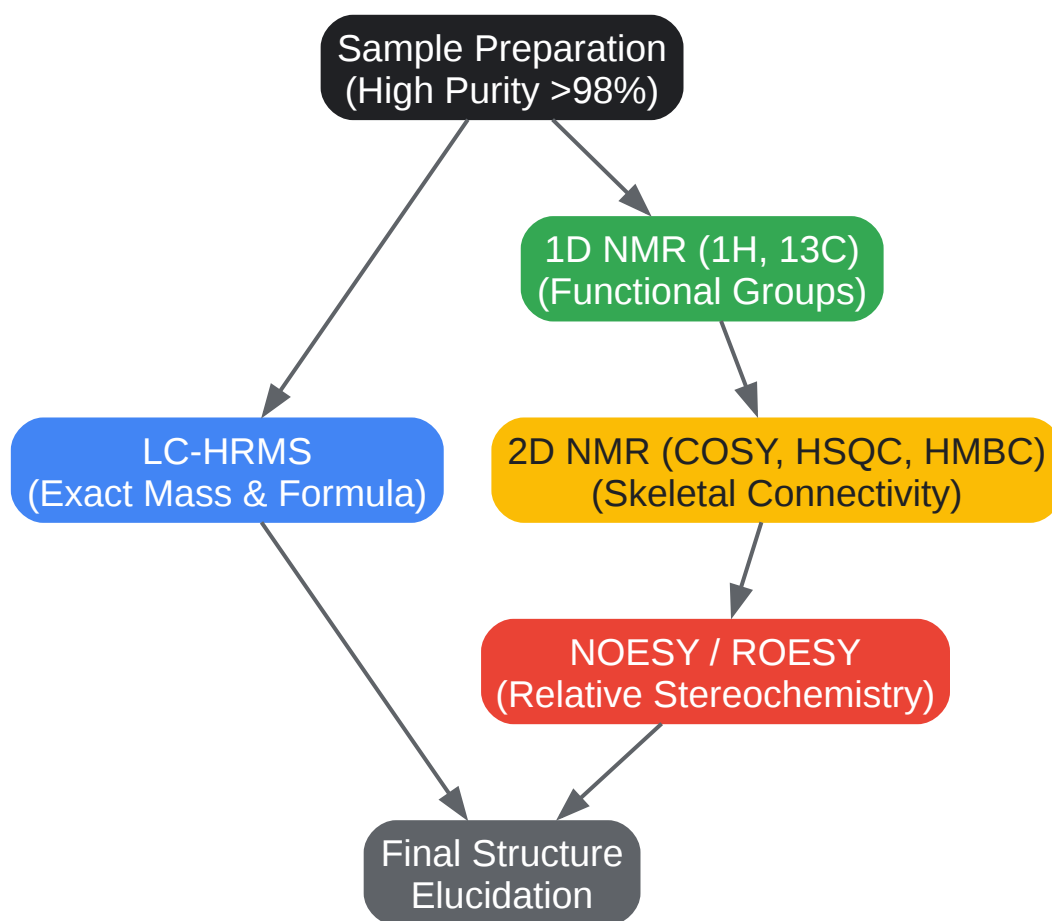 Sample Preparation
(High Purity >98%)
1D NMR (1H, 13C)
(Functional Groups)
LC-HRMS
(Exact Mass & Formula)
2D NMR (COSY, HSQC, HMBC)
(Skeletal Connectivity)
NOESY / ROESY
(Relative Stereochemistry)
Final Structure
Elucidation